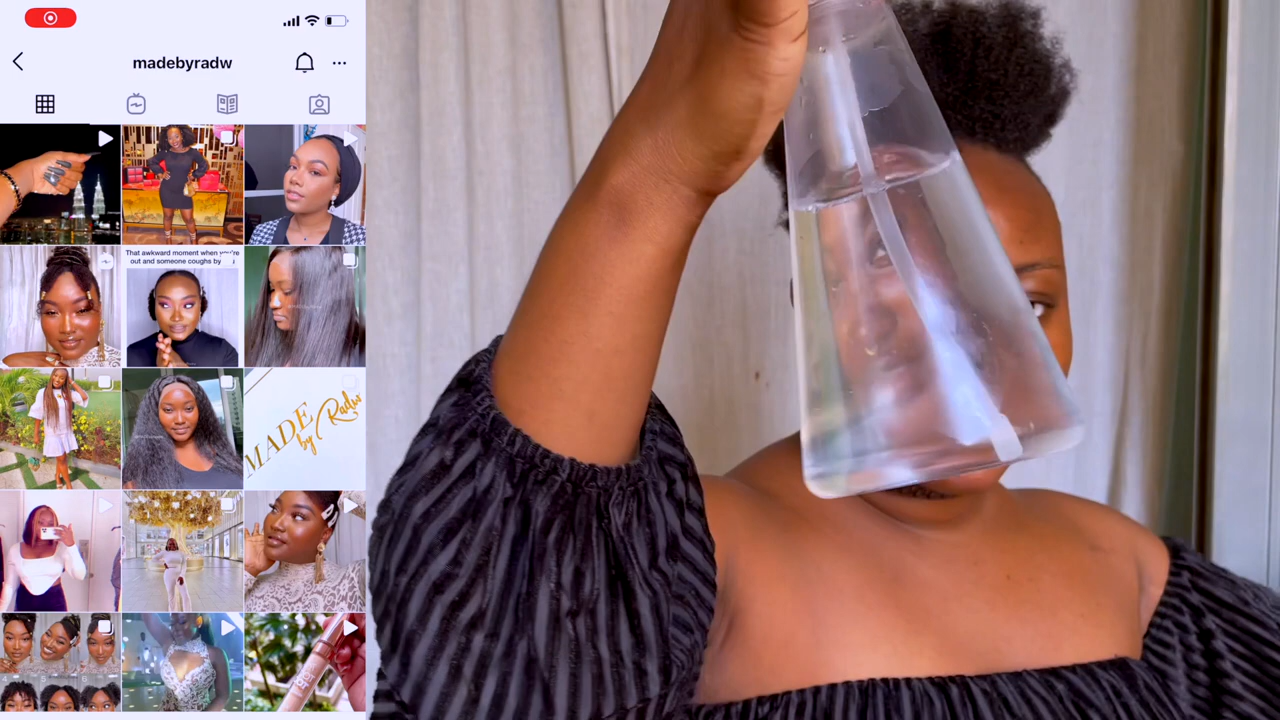 madebyradw
That awkward moment when you're
out and someone coughs by
MADE
by Radw